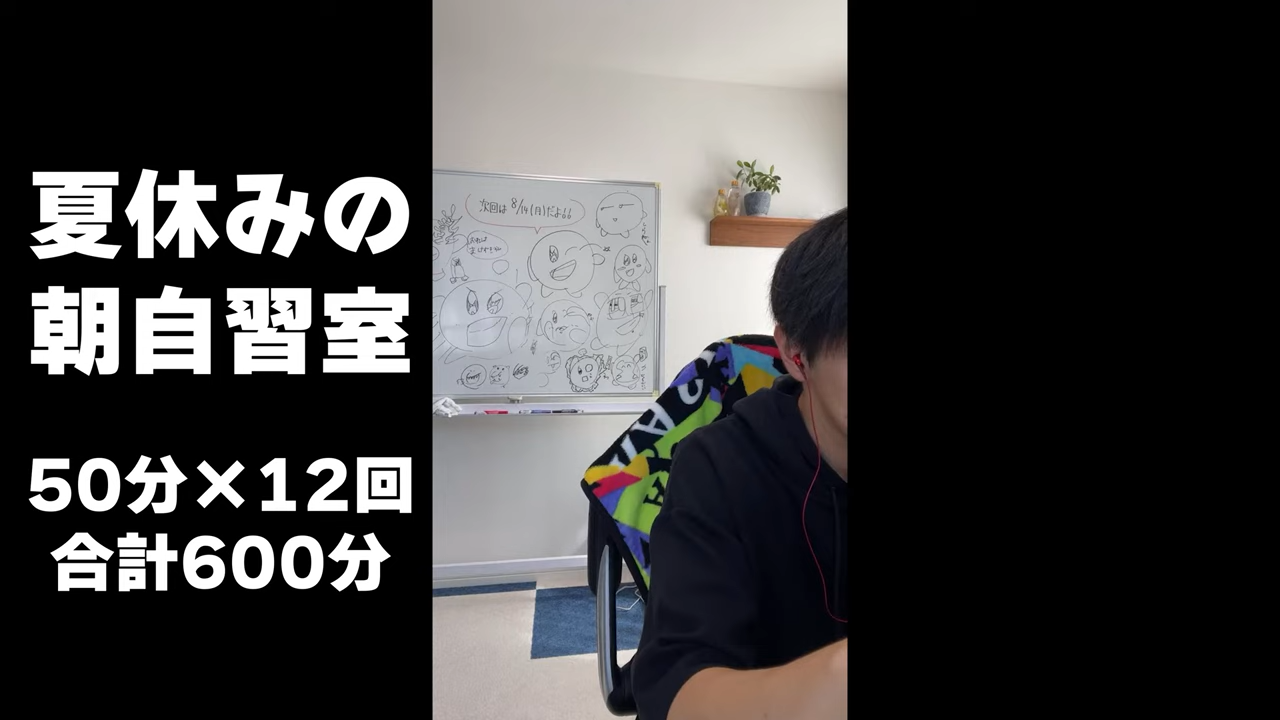 夏休みの
朝自習室
50分×12回
合計600分
次回は 8/14(日)だよ